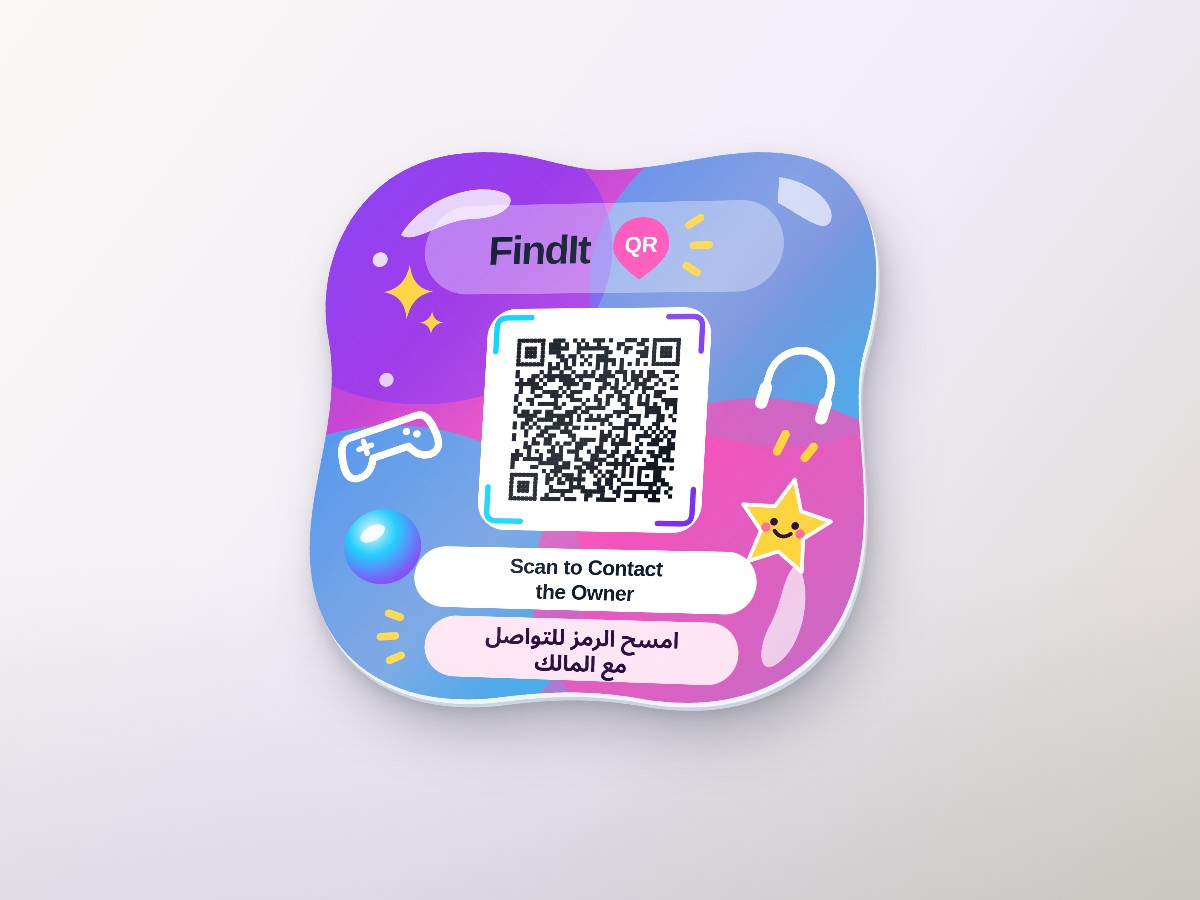 FindIt
QR
Scan to Contact
the Owner
امسح الرمز للتواصل
مع المالك